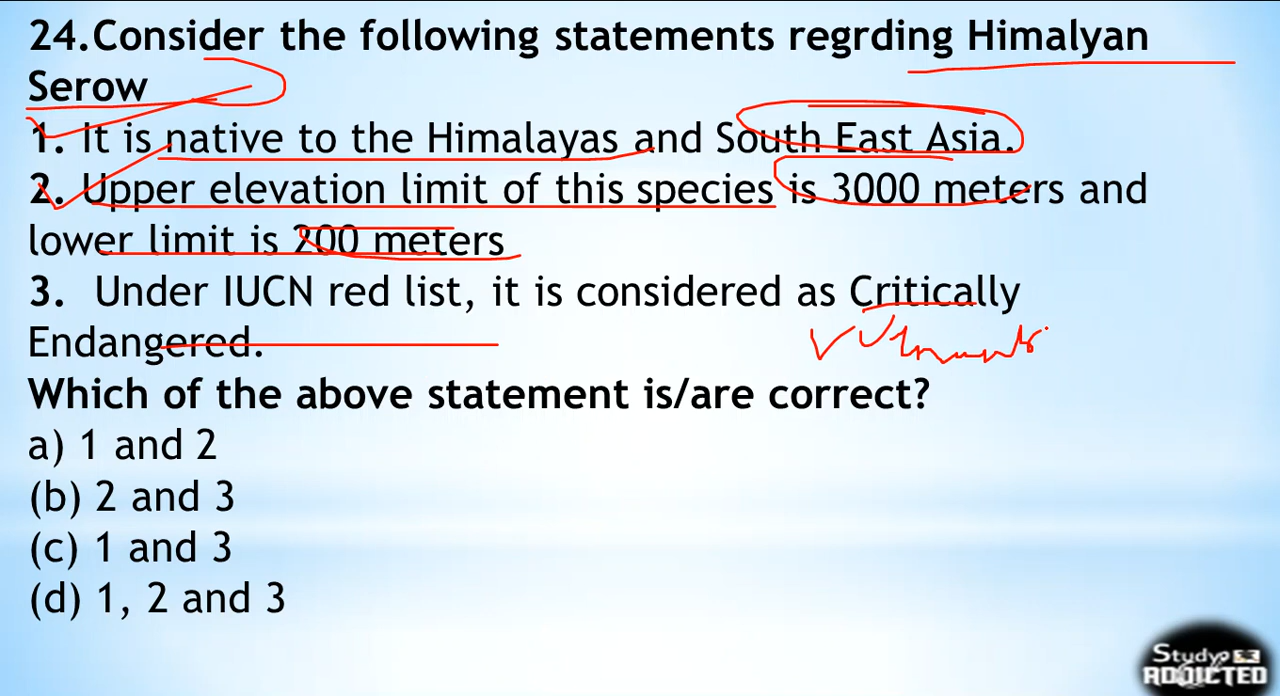 24.Consider the following statements regrding Himalyan
Serow
1. It is native to the Himalayas and South East Asia.
2. Upper elevation limit of this species is 3000 meters and
lower limit is 200 meters
3. Under IUCN red list, it is considered as Critically
Endangered.
Which of the above statement is/are correct?
a) 1 and 2
(b) 2 and 3
(c) 1 and 3
(d) 1, 2 and 3
Study
ADDICTED